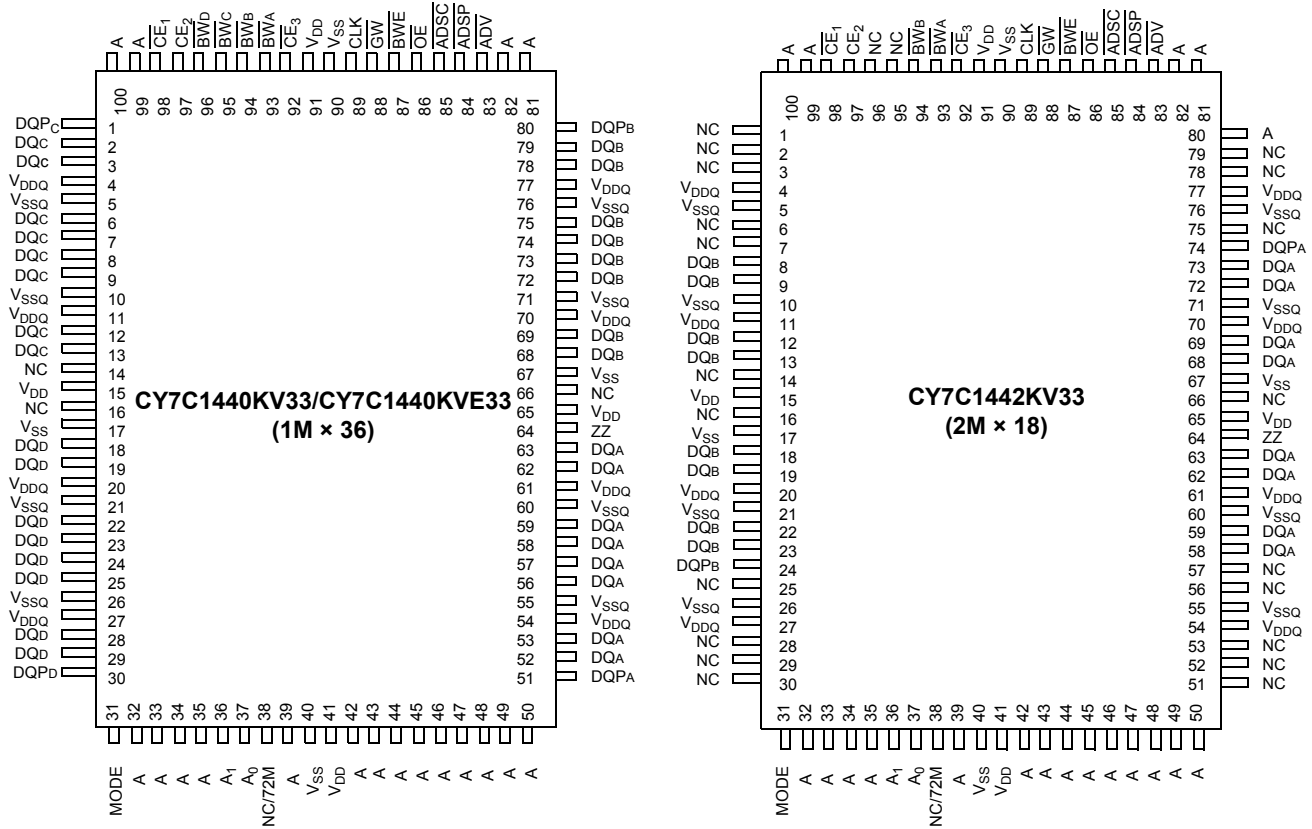 A A CE1 CE2 BWD BWC BWB BWA CE3 VDD VSS CLK GW BWE OE ADSC ADSP ADV A A
100 99 98 97 96 95 94 93 92 91 90 89 88 87 86 85 84 83 82 81
DQPC 1
DQC 2
DQC 3
VDDQ 4
VSSQ 5
DQC 6
DQC 7
DQC 8
DQC 9
VSSQ 10
VDDQ 11
DQC 12
DQC 13
NC 14
VDD 15
NC 16
VSS 17
DQD 18
DQD 19
VDDQ 20
VSSQ 21
DQD 22
DQD 23
DQD 24
DQD 25
VSSQ 26
VDDQ 27
DQD 28
DQD 29
DQPD 30
CY7C1440KV33/CY7C1440KVE33
(1M × 36)
80 DQPB
79 DQB
78 DQB
77 VDDQ
76 VSSQ
75 DQB
74 DQB
73 DQB
72 DQB
71 VSSQ
70 VDDQ
69 DQB
68 DQB
67 VSS
66 NC
65 VDD
64 ZZ
63 DQA
62 DQA
61 VDDQ
60 VSSQ
59 DQA
58 DQA
57 DQA
56 DQA
55 VSSQ
54 VDDQ
53 DQA
52 DQA
51 DQPA
31 32 33 34 35 36 37 38 39 40 41 42 43 44 45 46 47 48 49 50
MODE A A A A A1 A0 NC/72M A VSS VDD A A A A A A A A A
A A CE1 CE2 NC NC BWB BWA CE3 VDD VSS CLK GW BWE OE ADSC ADSP ADV A A
100 99 98 97 96 95 94 93 92 91 90 89 88 87 86 85 84 83 82 81
NC 1
NC 2
NC 3
VDDQ 4
VSSQ 5
NC 6
NC 7
DQB 8
DQB 9
VSSQ 10
VDDQ 11
DQB 12
DQB 13
NC 14
VDD 15
NC 16
VSS 17
DQB 18
DQB 19
VDDQ 20
VSSQ 21
DQB 22
DQB 23
DQPB 24
NC 25
VSSQ 26
VDDQ 27
NC 28
NC 29
NC 30
CY7C1442KV33
(2M × 18)
80 A
79 NC
78 NC
77 VDDQ
76 VSSQ
75 NC
74 DQPA
73 DQA
72 DQA
71 VSSQ
70 VDDQ
69 DQA
68 DQA
67 VSS
66 NC
65 VDD
64 ZZ
63 DQA
62 DQA
61 VDDQ
60 VSSQ
59 DQA
58 DQA
57 NC
56 NC
55 VSSQ
54 VDDQ
53 NC
52 NC
51 NC
31 32 33 34 35 36 37 38 39 40 41 42 43 44 45 46 47 48 49 50
MODE A A A A A1 A0 NC/72M A VSS VDD A A A A A A A A A